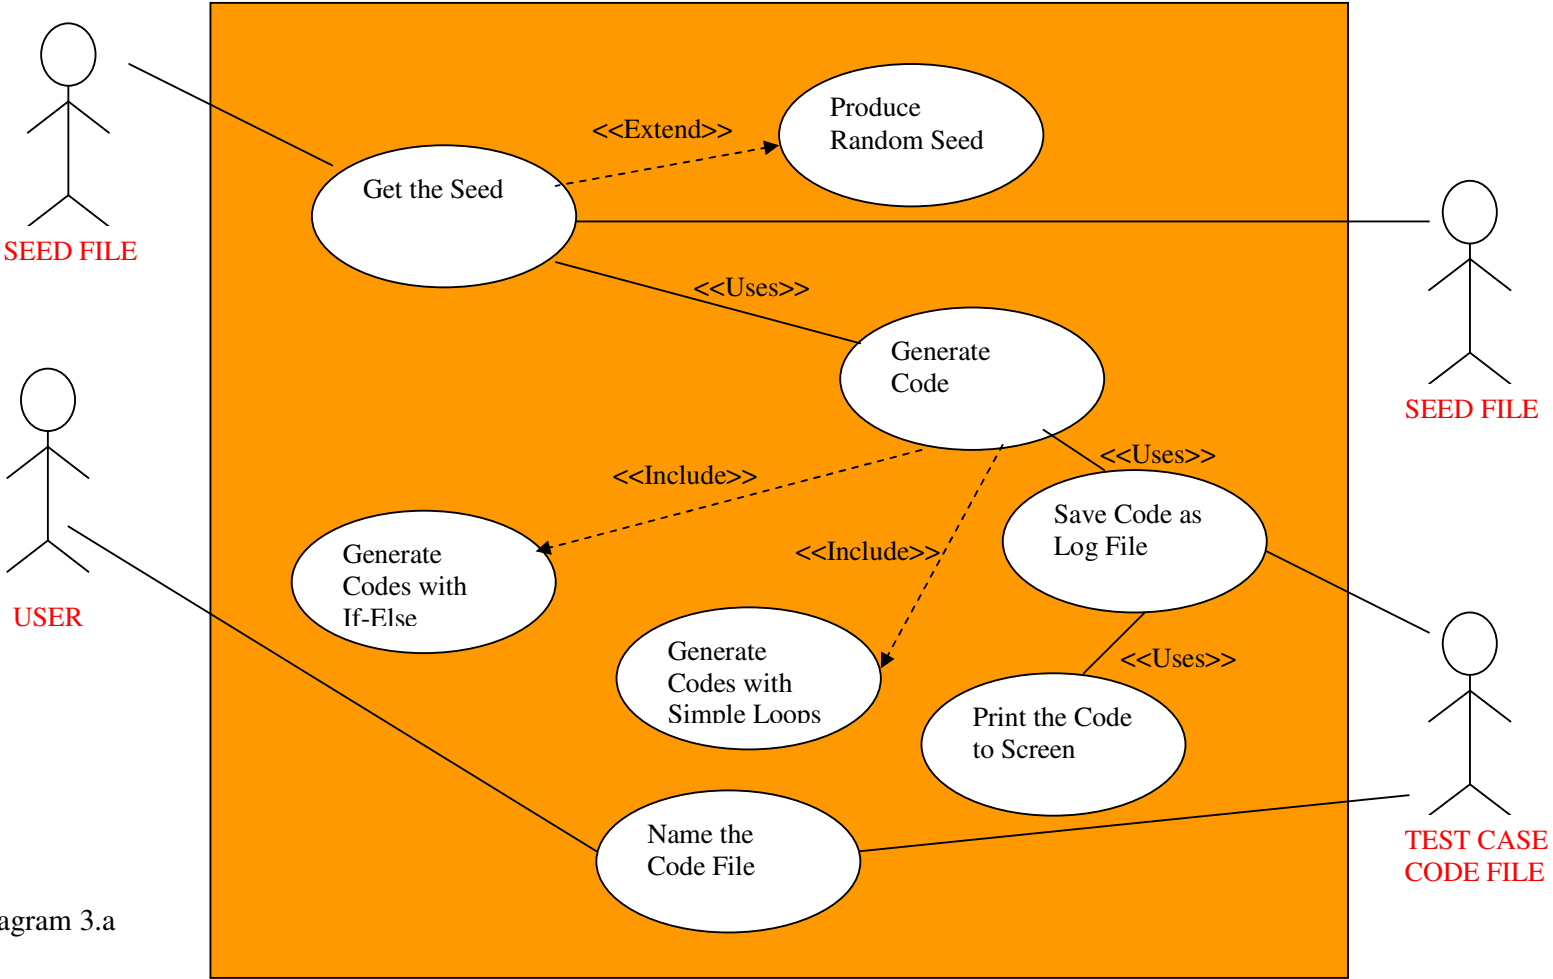 Produce
Random Seed
<<Extend>>
Get the Seed
SEED FILE
<<Uses>>
Generate
Code
SEED FILE
<<Include>>
<<Uses>>
Save Code as
Log File
<<Include>>
Generate
Codes with
If-Else
USER
Generate
Codes with
Simple Loops
<<Uses>>
Print the Code
to Screen
Name the
Code File
TEST CASE
CODE FILE
agram 3.a